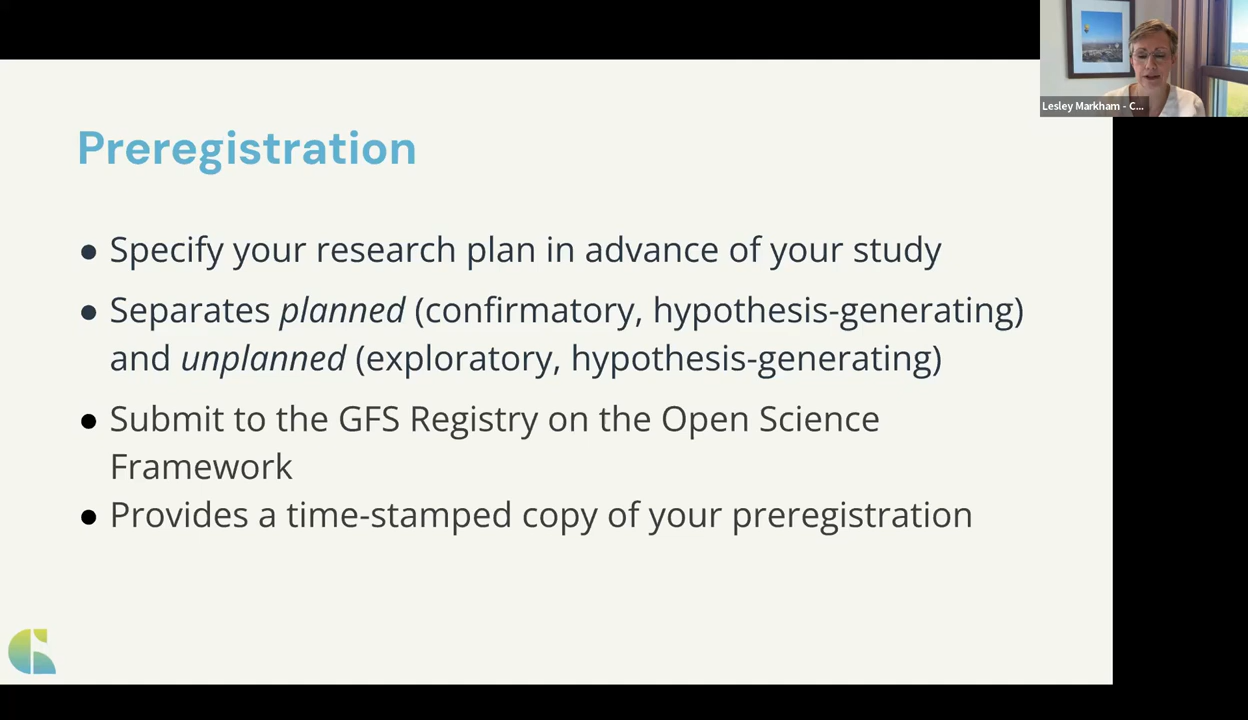 Lesley Markham - C...
Preregistration
● Specify your research plan in advance of your study
● Separates planned (confirmatory, hypothesis-generating)
and unplanned (exploratory, hypothesis-generating)
● Submit to the GFS Registry on the Open Science
Framework
● Provides a time-stamped copy of your preregistration